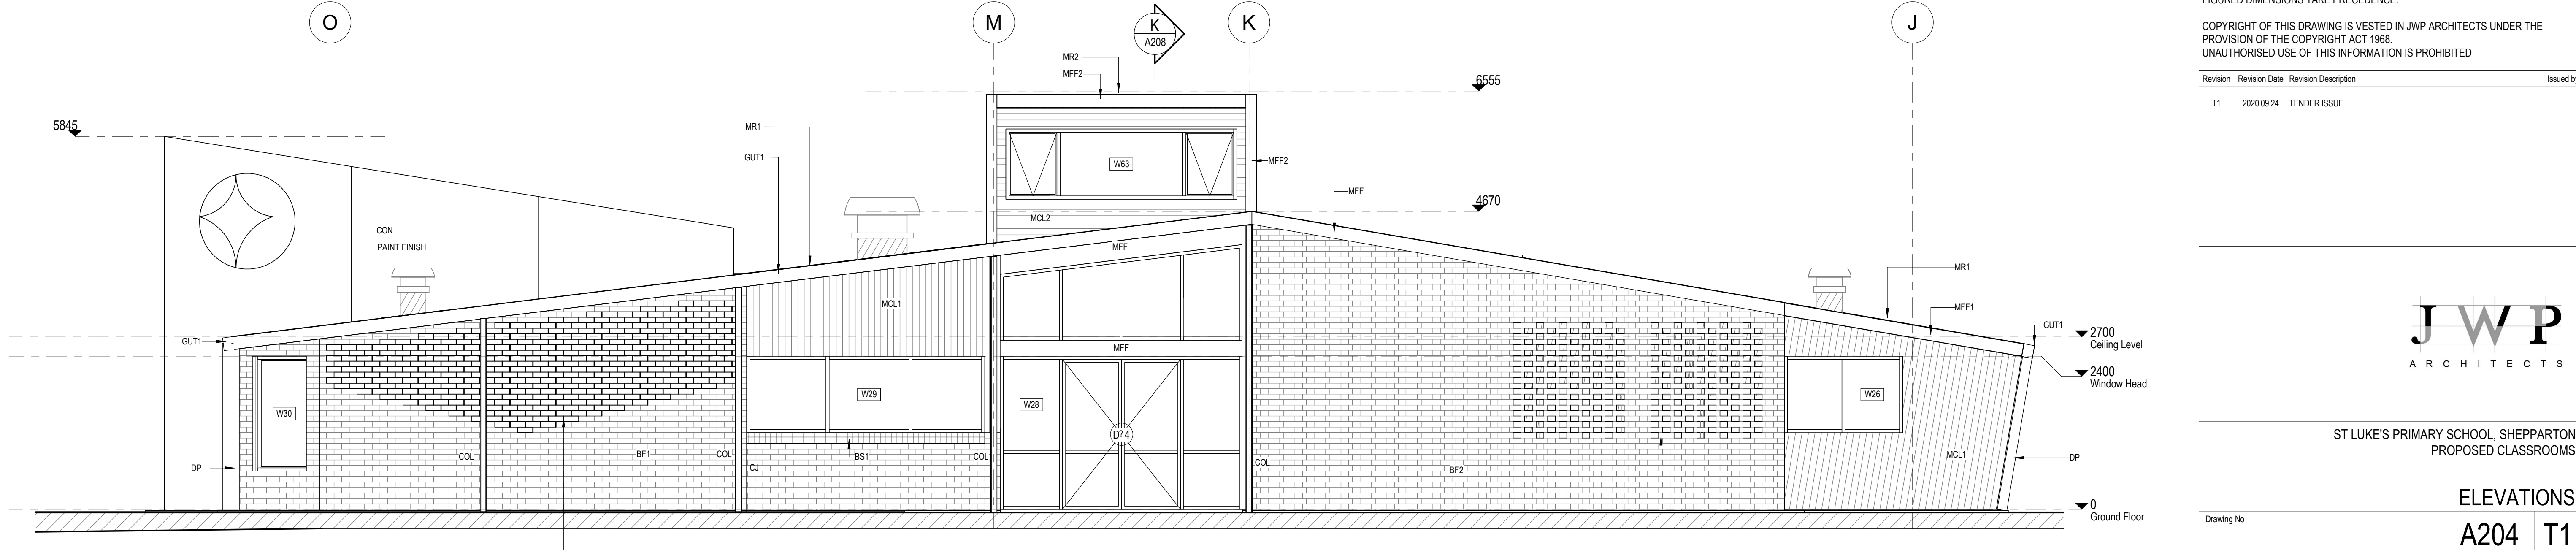 O
M
K
J
K
A208
MR2
MFF2
6555
5845
MR1
GUT1
W63
MFF2
MFF
4670
MCL2
CON
PAINT FINISH
MFF
MCL1
MR1
MFF1
GUT1
GUT1
2700
Ceiling Level
MFF
2400
Window Head
W30
W29
W28
W26
COL
BF1
COL
BS1
COL
COL
BF2
MCL1
DP
DP
CJ
0
Ground Floor
FIGURED DIMENSIONS TAKE PRECEDENCE.
COPYRIGHT OF THIS DRAWING IS VESTED IN JWP ARCHITECTS UNDER THE
PROVISION OF THE COPYRIGHT ACT 1968.
UNAUTHORISED USE OF THIS INFORMATION IS PROHIBITED
Revision Revision Date Revision Description Issued by
T1 2020.09.24 TENDER ISSUE
JWP
ARCHITECTS
ST LUKE'S PRIMARY SCHOOL, SHEPPARTON
PROPOSED CLASSROOMS
ELEVATIONS
Drawing No
A204 T1